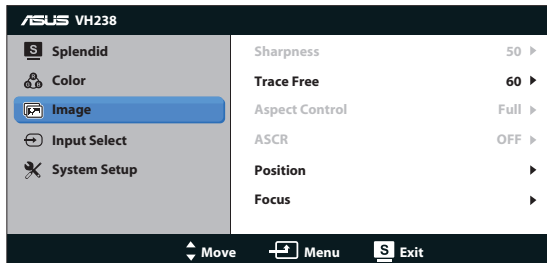 ASUS VH238
S Splendid
Color
Image
Input Select
System Setup
Sharpness 50
Trace Free 60
Aspect Control Full
ASCR OFF
Position
Focus
Move Menu S Exit